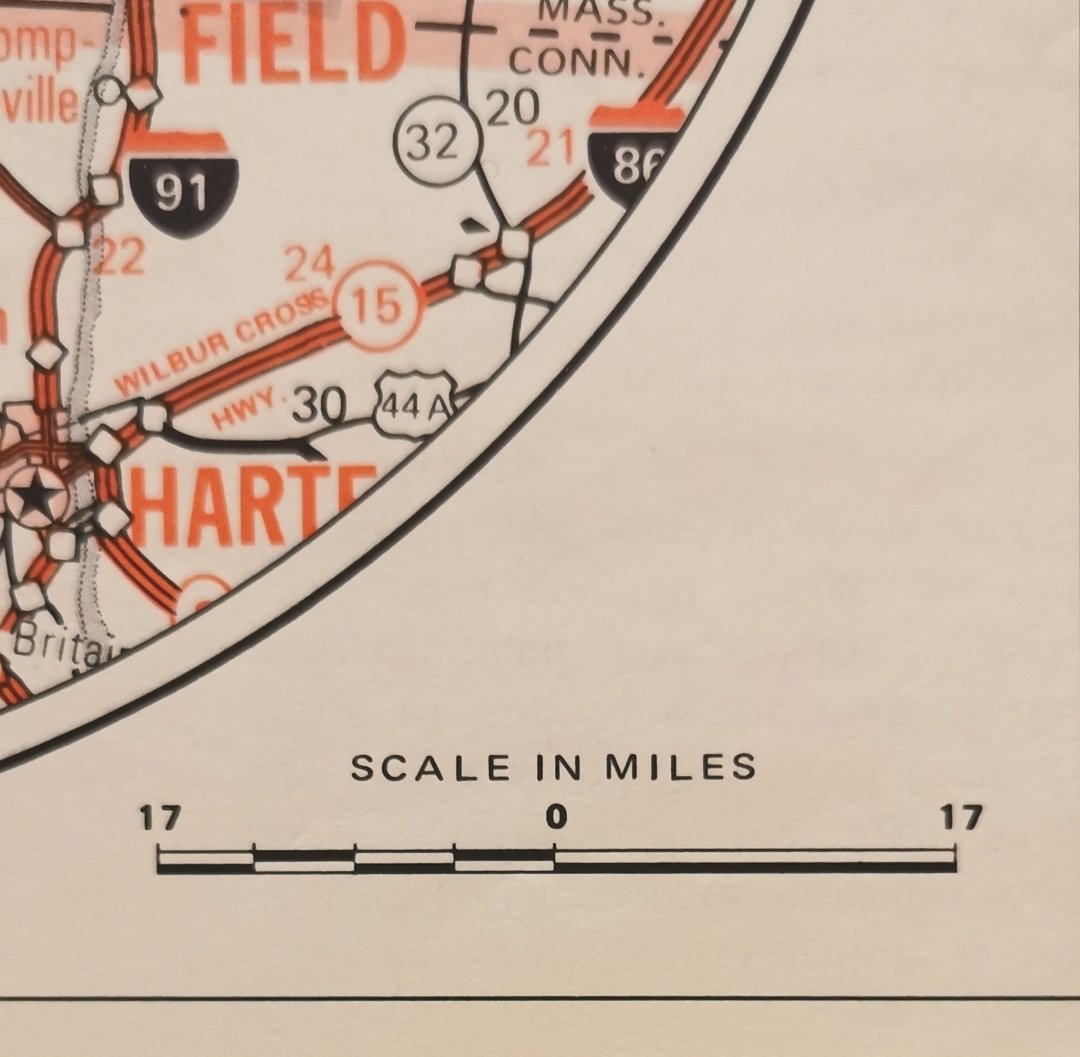 MASS.
omp-
FIELD
CONN.
ville
20
32
21
86
91
22
24
15
WILBUR CROSS
HWY.
30
44A
HARTF
Britai
SCALE IN MILES
17 0 17